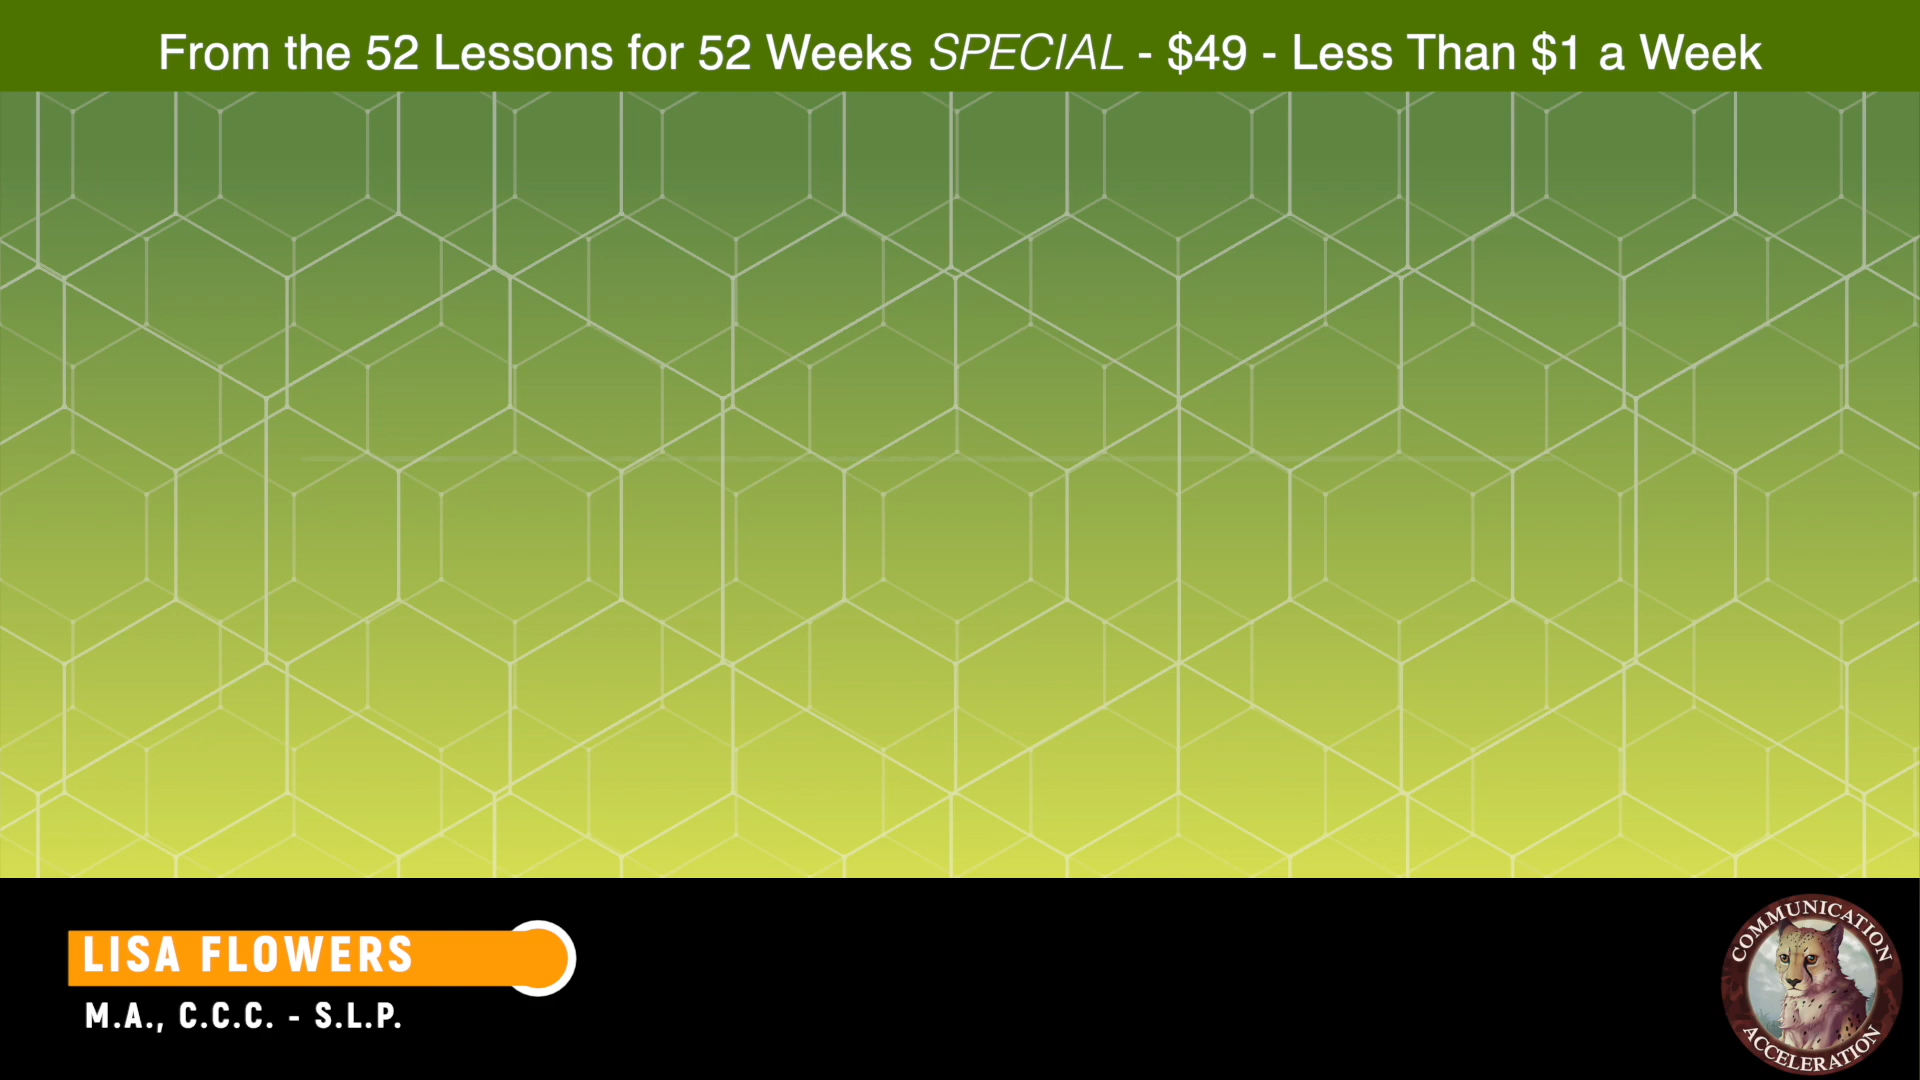 From the 52 Lessons for 52 Weeks SPECIAL - $49 - Less Than $1 a Week
LISA FLOWERS
M.A., C.C.C. - S.L.P.
COMMUNICATION
ACCELERATION